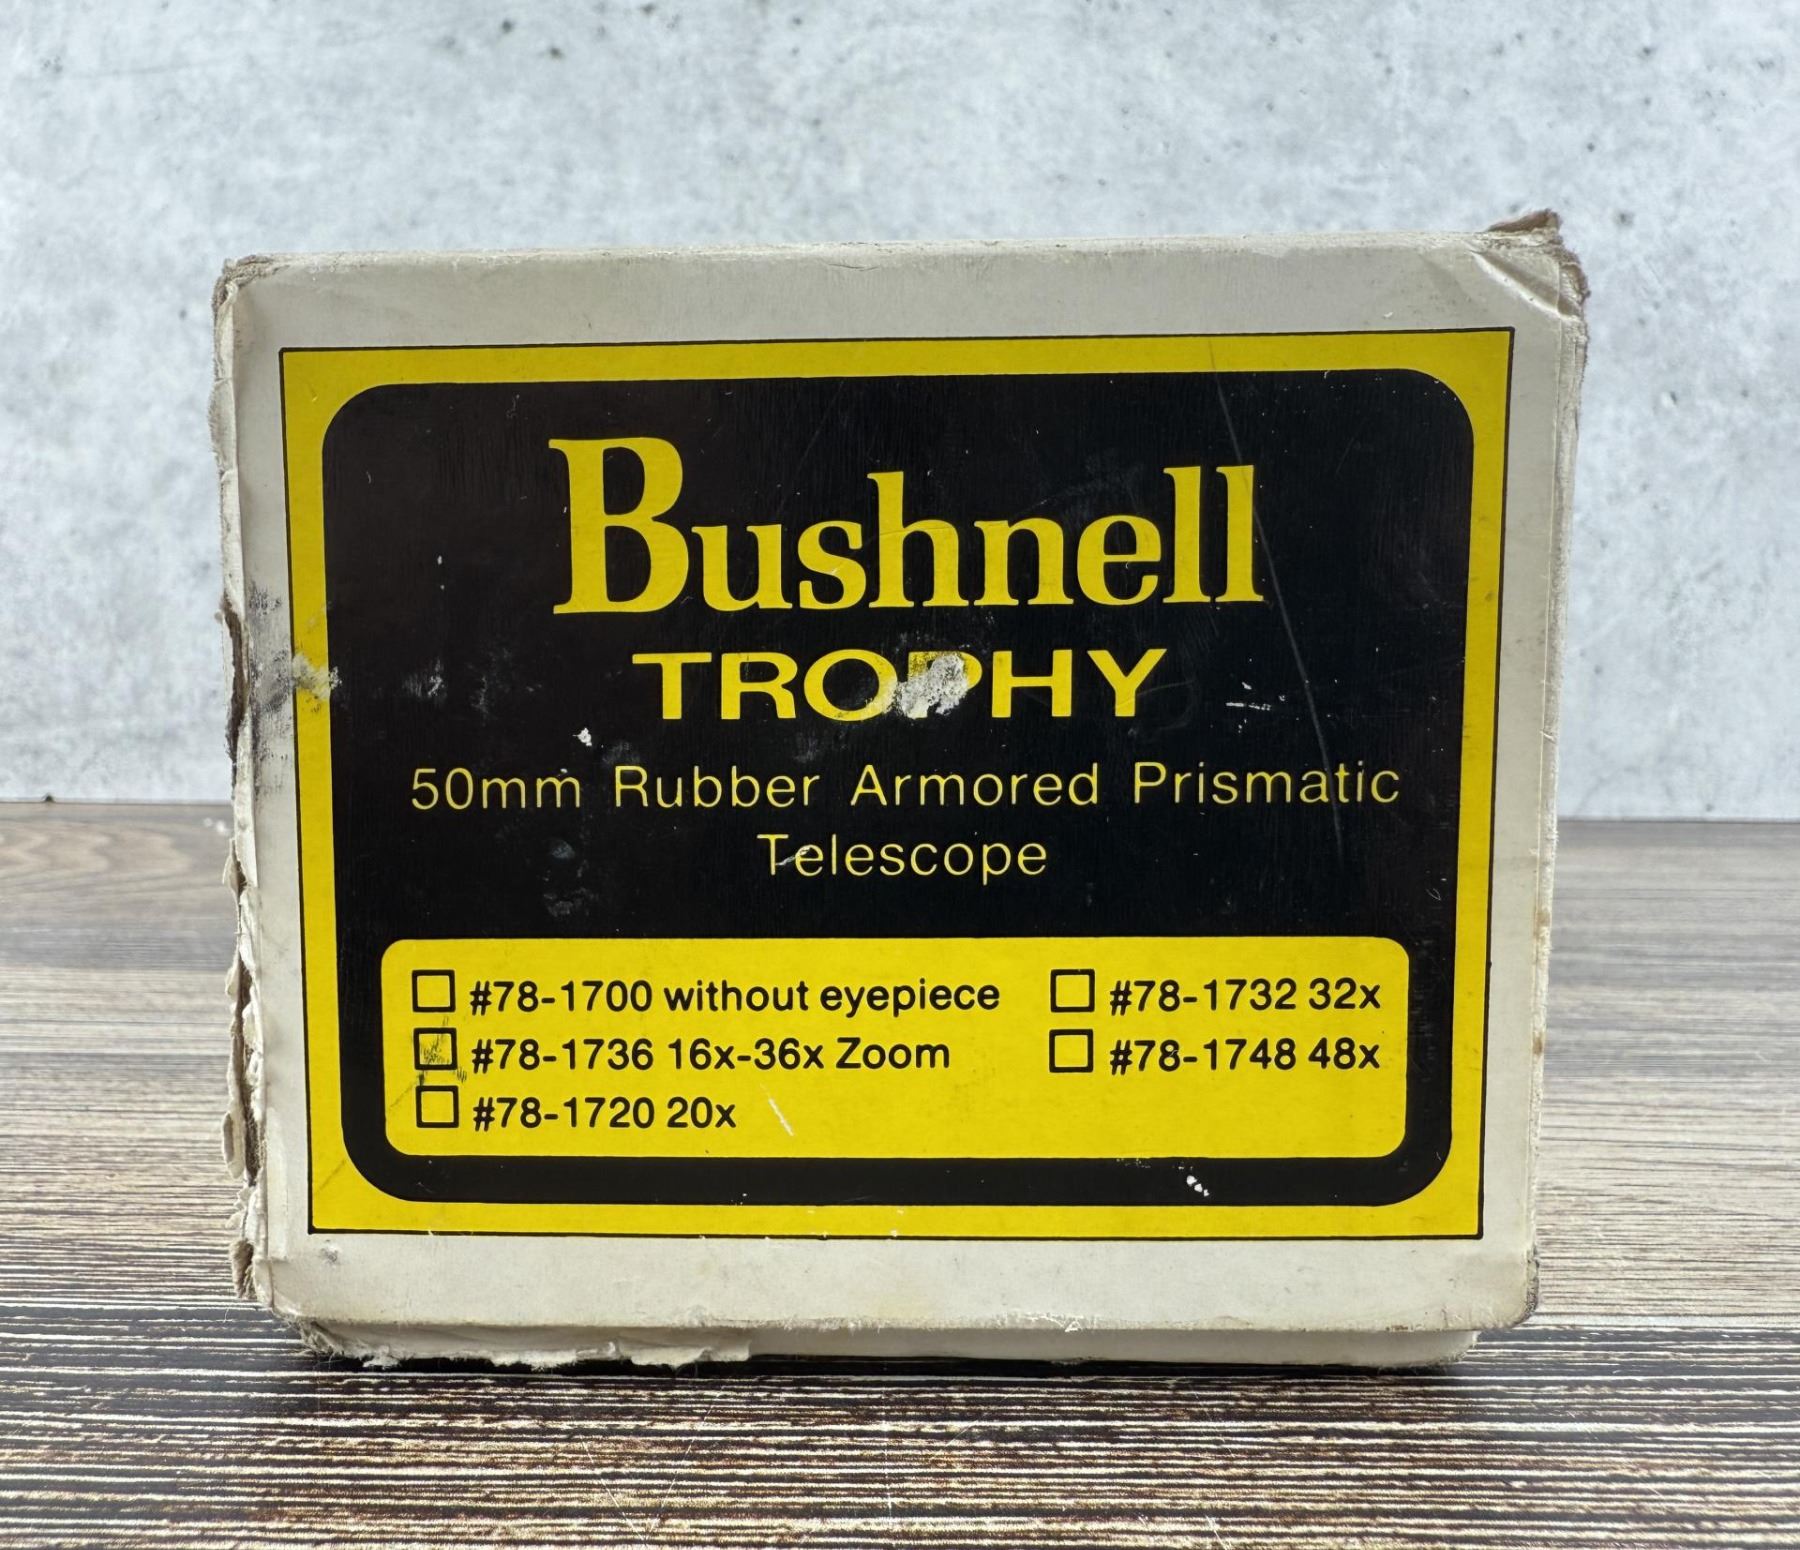 Bushnell
TROPHY
50mm Rubber Armored Prismatic
Telescope
#78-1700 without eyepiece
#78-1736 16x-36x Zoom
#78-1720 20x
#78-1732 32x
#78-1748 48x